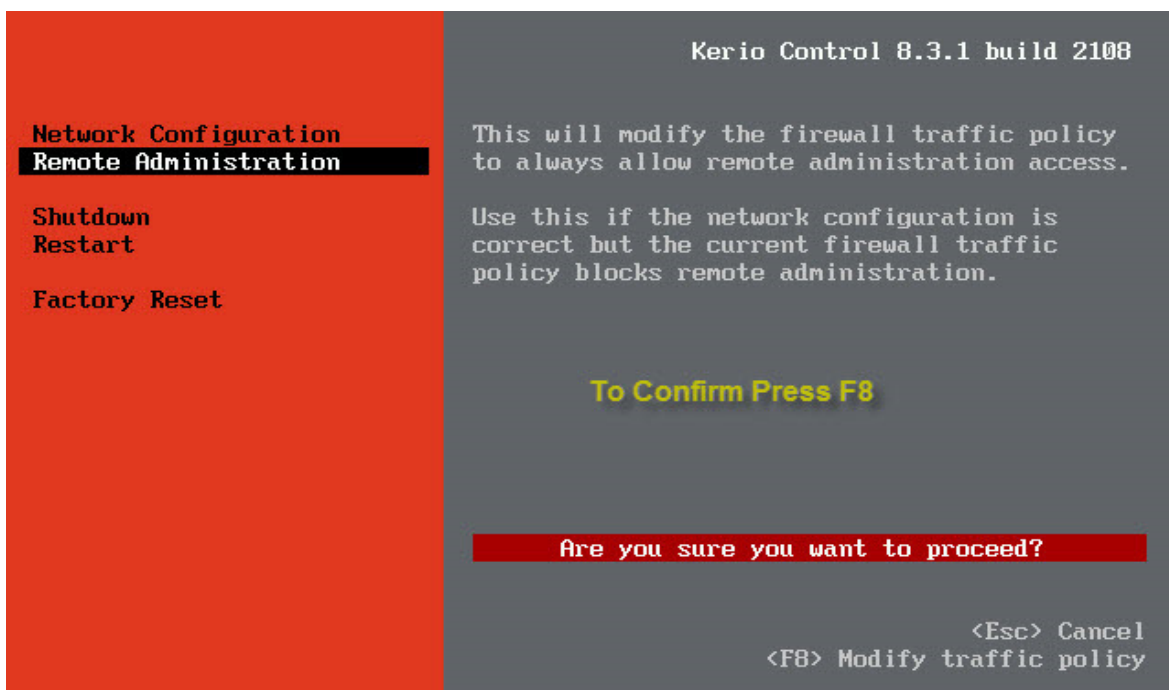 Kerio Control 8.3.1 build 2108
Network Configuration
Remote Administration
Shutdown
Restart
Factory Reset
This will modify the firewall traffic policy
to always allow remote administration access.
Use this if the network configuration is
correct but the current firewall traffic
policy blocks remote administration.
To Confirm Press F8
Are you sure you want to proceed?
<Esc> Cancel
<F8> Modify traffic policy